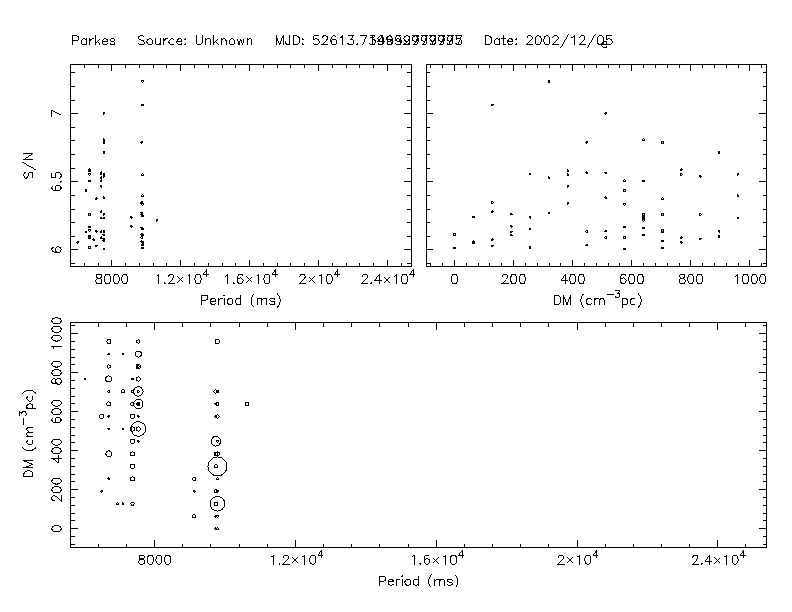 Parkes Source: Unknown MJD: Date: 2002/12/
S/N
7
6.5
6
8000 1.2×10⁴ 1.6×10⁴ 2×10⁴ 2.4×10⁴
Period (ms)
0 200 400 600 800 1000
DM (cm⁻³pc)
DM (cm⁻³pc)
1000
800
600
400
200
0
8000 1.2×10⁴ 1.6×10⁴ 2×10⁴ 2.4×10⁴
Period (ms)